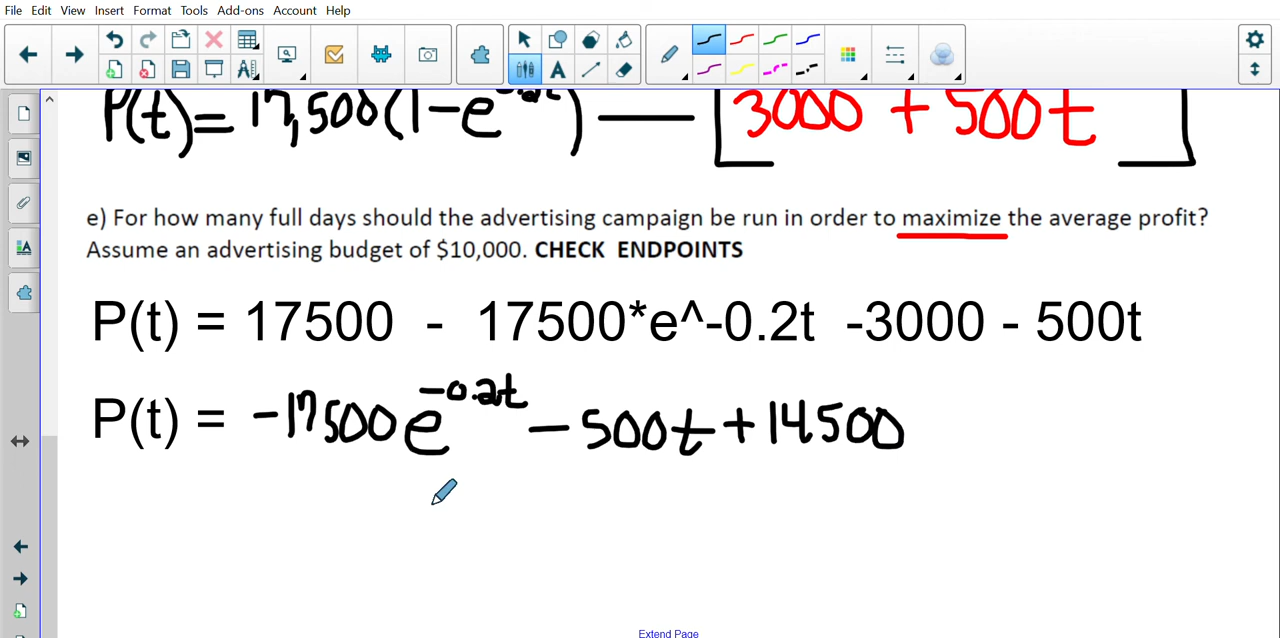 File Edit View Insert Format Tools Add-ons Account Help
P(t) = 17,500(1-e^-0.2t) — [3000 + 500t]
e) For how many full days should the advertising campaign be run in order to maximize the average profit?
Assume an advertising budget of $10,000. CHECK ENDPOINTS
P(t) = 17500 - 17500*e^-0.2t -3000 - 500t
P(t) = -17500e^-0.2t - 500t + 14500
Extend Page